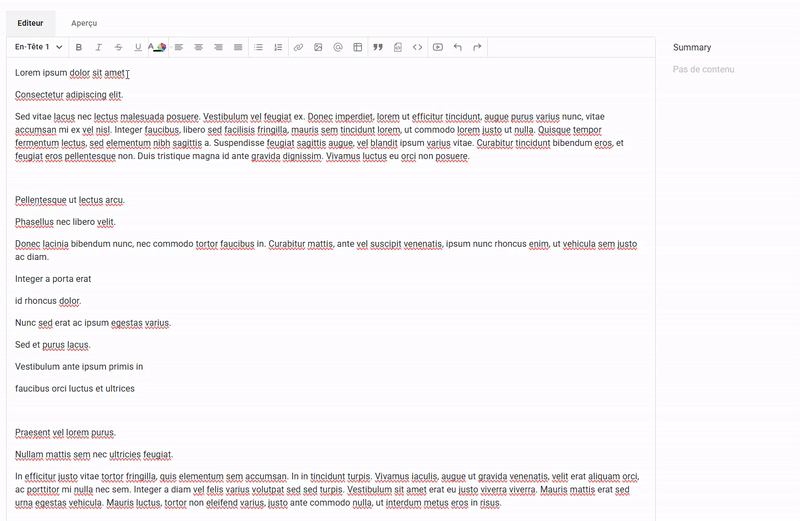 Editeur Aperçu
En-Tête 1 B I S U A
Summary
Pas de contenu
Lorem ipsum dolor sit amet
Consectetur adipiscing elit.
Sed vitae lacus nec lectus malesuada posuere. Vestibulum vel feugiat ex. Donec imperdiet, lorem ut efficitur tincidunt, augue purus varius nunc, vitae
accumsan mi ex vel nisl. Integer faucibus, libero sed facilisis fringilla, mauris sem tincidunt lorem, ut commodo lorem justo ut nulla. Quisque tempor
fermentum lectus, sed elementum nibh sagittis a. Suspendisse feugiat sagittis augue, vel blandit ipsum varius vitae. Curabitur tincidunt bibendum eros, et
feugiat eros pellentesque non. Duis tristique magna id ante gravida dignissim. Vivamus luctus eu orci non posuere.
Pellentesque ut lectus arcu.
Phasellus nec libero velit.
Donec lacinia bibendum nunc, nec commodo tortor faucibus in. Curabitur mattis, ante vel suscipit venenatis, ipsum nunc rhoncus enim, ut vehicula sem justo
ac diam.
Integer a porta erat
id rhoncus dolor.
Nunc sed erat ac ipsum egestas varius.
Sed et purus lacus.
Vestibulum ante ipsum primis in
faucibus orci luctus et ultrices
Praesent vel lorem purus.
Nullam mattis sem nec ultricies feugiat.
In efficitur justo vitae tortor fringilla, quis elementum sem accumsan. In in tincidunt turpis. Vivamus iaculis, augue ut gravida venenatis, velit erat aliquam orci,
ac porttitor mi nulla nec sem. Integer a diam vel felis varius volutpat sed sed turpis. Vestibulum sit amet erat eu justo viverra viverra. Mauris mattis erat sed
urna egestas vehicula. Mauris luctus, tortor non eleifend varius, justo ante commodo nulla, ut interdum metus eros in risus.